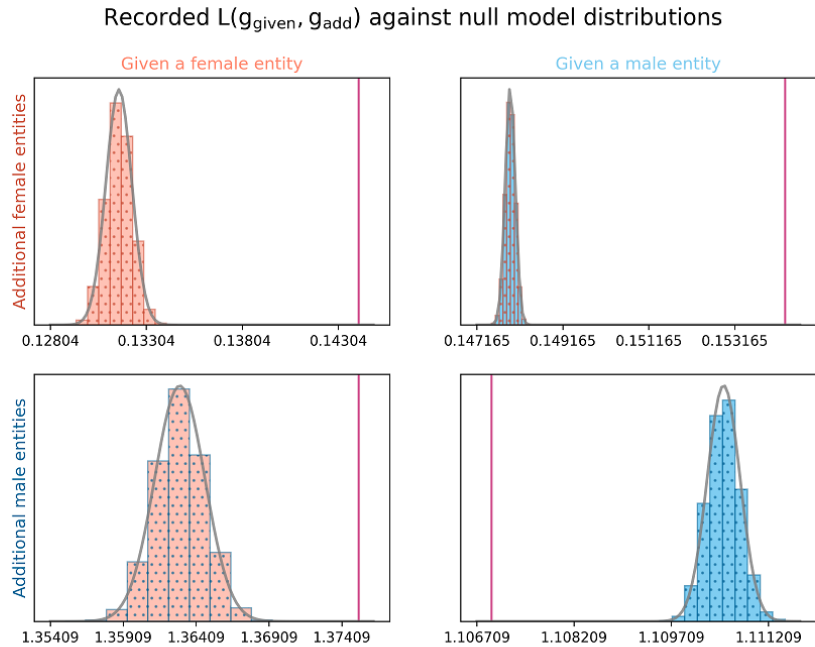 Recorded L(g_given, g_add) against null model distributions
Given a female entity
Given a male entity
Additional female entities
0.12804 0.13304 0.13804 0.14304
0.147165 0.149165 0.151165 0.153165
Additional male entities
1.35409 1.35909 1.36409 1.36909 1.37409
1.106709 1.108209 1.109709 1.111209